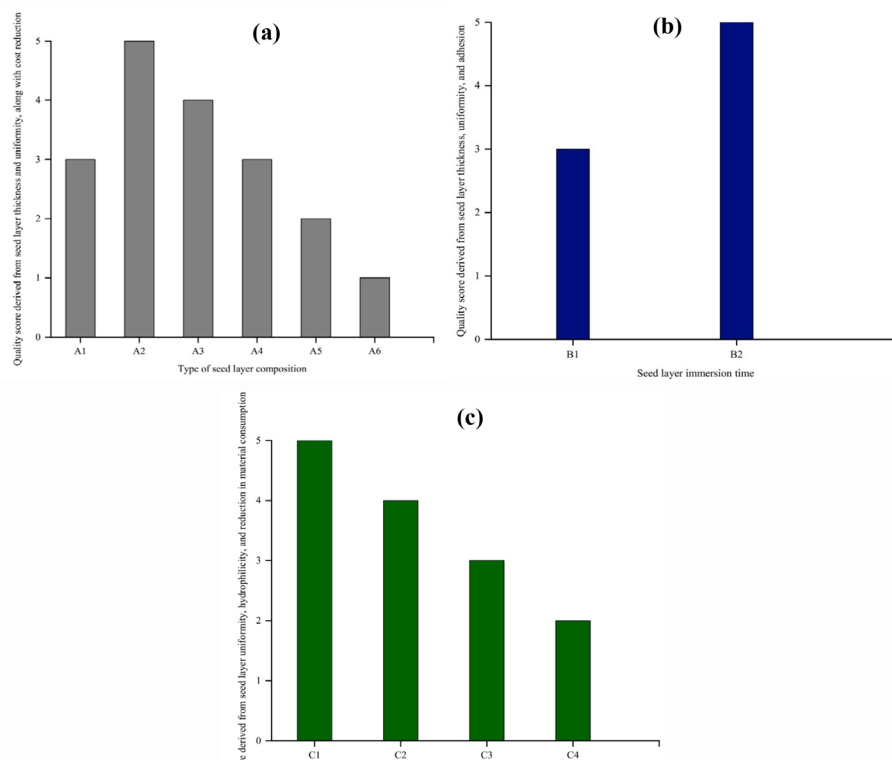 (a)
Quality score derived from seed layer thickness and uniformity, along with cost reduction
5
4
3
2
1
0
A1 A2 A3 A4 A5 A6
Type of seed layer composition
(b)
Quality score derived from seed layer thickness, uniformity, and adhesion
5
4
3
2
1
0
B1 B2
Seed layer immersion time
(c)
e derived from seed layer uniformity, hydrophilicity, and reduction in material consumption
5
4
3
2
1
0
C1 C2 C3 C4